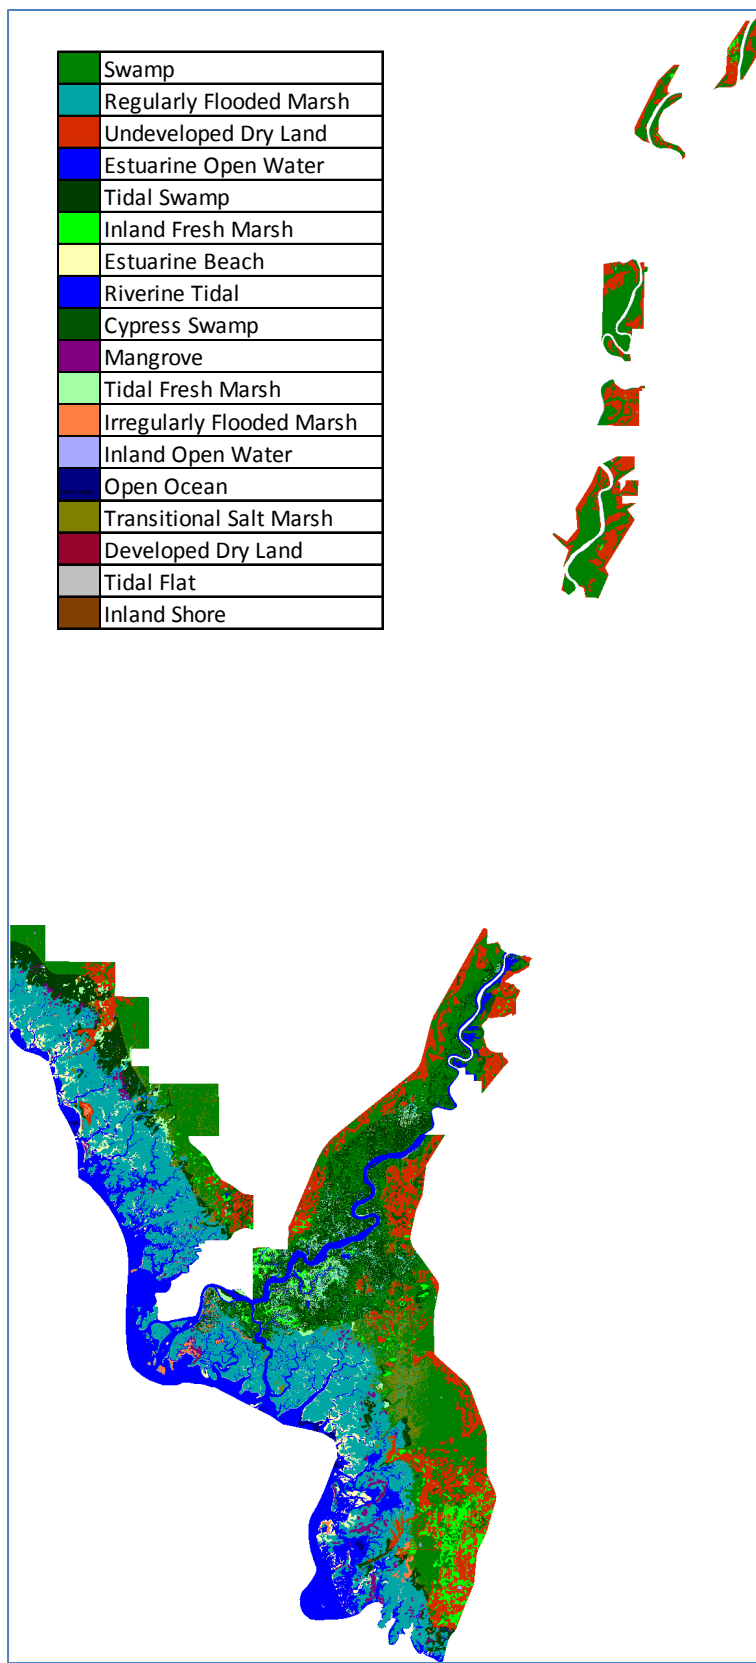 Swamp
Regularly Flooded Marsh
Undeveloped Dry Land
Estuarine Open Water
Tidal Swamp
Inland Fresh Marsh
Estuarine Beach
Riverine Tidal
Cypress Swamp
Mangrove
Tidal Fresh Marsh
Irregularly Flooded Marsh
Inland Open Water
Open Ocean
Transitional Salt Marsh
Developed Dry Land
Tidal Flat
Inland Shore